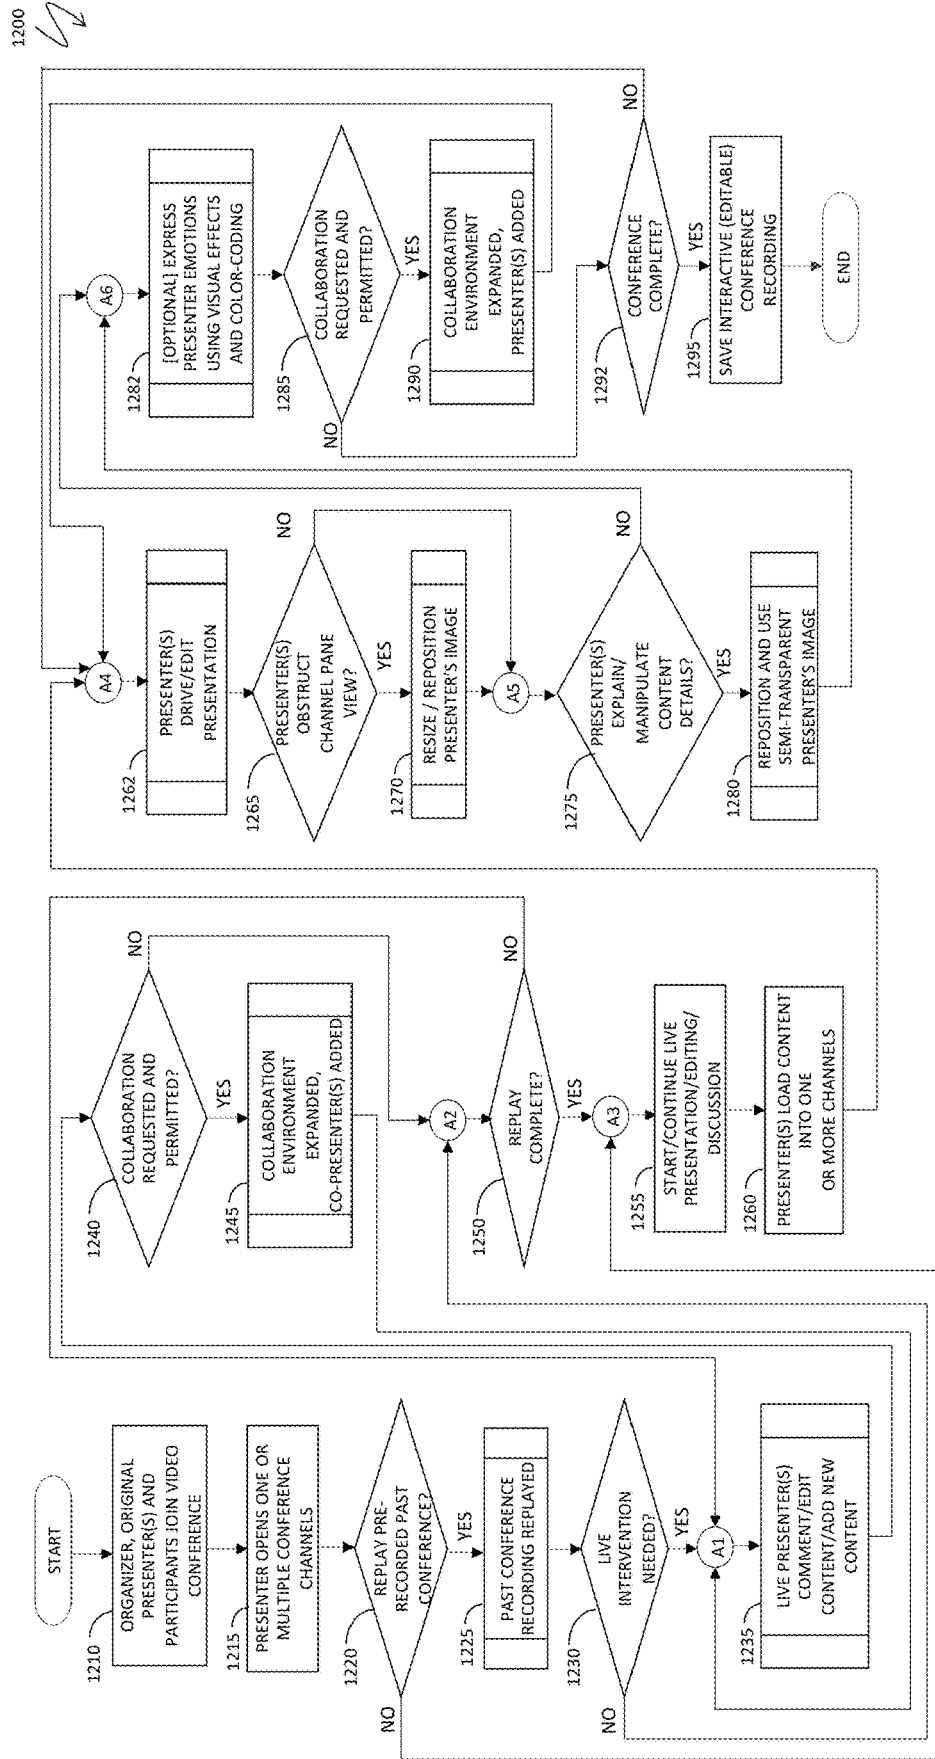 1200
START
1210
ORGANIZER, ORIGINAL
PRESENTER(S) AND
PARTICIPANTS JOIN VIDEO
CONFERENCE
1215
PRESENTER OPENS ONE OR
MULTIPLE CONFERENCE
CHANNELS
1220
REPLAY PRE-
RECORDED PAST
CONFERENCE?
NO
YES
1225
PAST CONFERENCE
RECORDING REPLAYED
1230
LIVE
INTERVENTION
NEEDED?
NO
YES
A1
1235
LIVE PRESENTER(S)
COMMENT/EDIT
CONTENT/ADD NEW
CONTENT
1240
COLLABORATION
REQUESTED AND
PERMITTED?
NO
YES
1245
COLLABORATION
ENVIRONMENT
EXPANDED,
CO-PRESENTER(S) ADDED
A2
1250
REPLAY
COMPLETE?
NO
YES
A3
1255
START/CONTINUE LIVE
PRESENTATION/EDITING/
DISCUSSION
1260
PRESENTER(S) LOAD CONTENT
INTO ONE
OR MORE CHANNELS
A4
1262
PRESENTER(S)
DRIVE/EDIT
PRESENTATION
1265
PRESENTER(S)
OBSTRUCT
CHANNEL PANE
VIEW?
NO
YES
1270
RESIZE / REPOSITION
PRESENTER'S IMAGE
A5
1275
PRESENTER(S)
EXPLAIN/
MANIPULATE
CONTENT
DETAILS?
NO
YES
1280
REPOSITION AND USE
SEMI-TRANSPARENT
PRESENTER'S IMAGE
A6
1282
[OPTIONAL] EXPRESS
PRESENTER EMOTIONS
USING VISUAL EFFECTS
AND COLOR-CODING
1285
COLLABORATION
REQUESTED AND
PERMITTED?
NO
YES
1290
COLLABORATION
ENVIRONMENT
EXPANDED,
PRESENTER(S) ADDED
1292
CONFERENCE
COMPLETE?
NO
YES
1295
SAVE INTERACTIVE (EDITABLE)
CONFERENCE
RECORDING
END